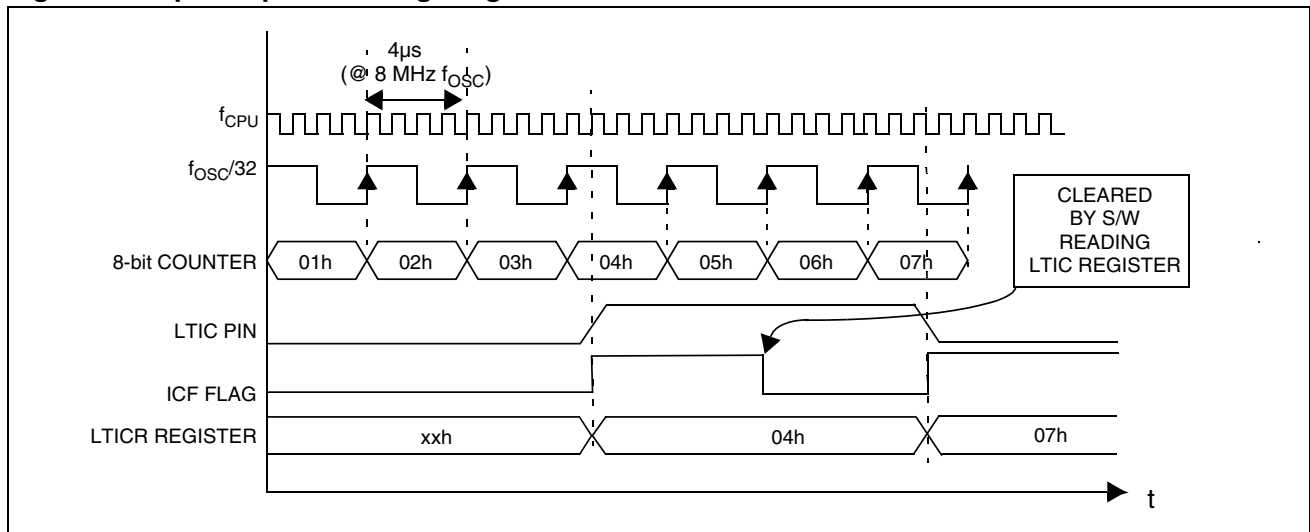 4µs
(@ 8 MHz fOSC)
fCPU
fOSC/32
8-bit COUNTER
01h 02h 03h 04h 05h 06h 07h
CLEARED
BY S/W
READING
LTIC REGISTER
LTIC PIN
ICF FLAG
LTICR REGISTER
xxh 04h 07h
t